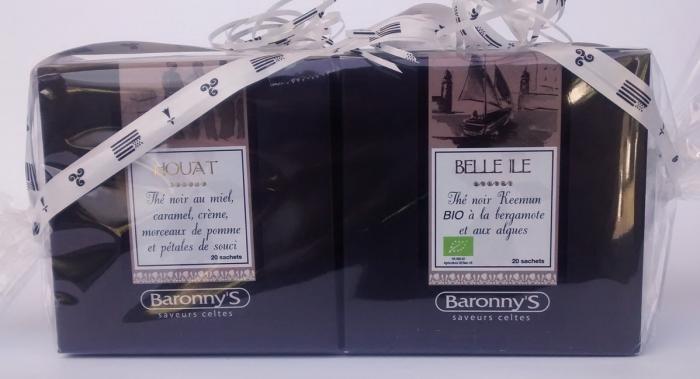 HOUAT
Thé noir au miel,
caramel, crème,
morceaux de pomme
et pétales de souci
20 sachets
Baronny'S
saveurs celtes
BELLE ILE
Thé noir Keemun
BIO à la bergamote
et aux algues
20 sachets
Baronny'S
saveurs celtes